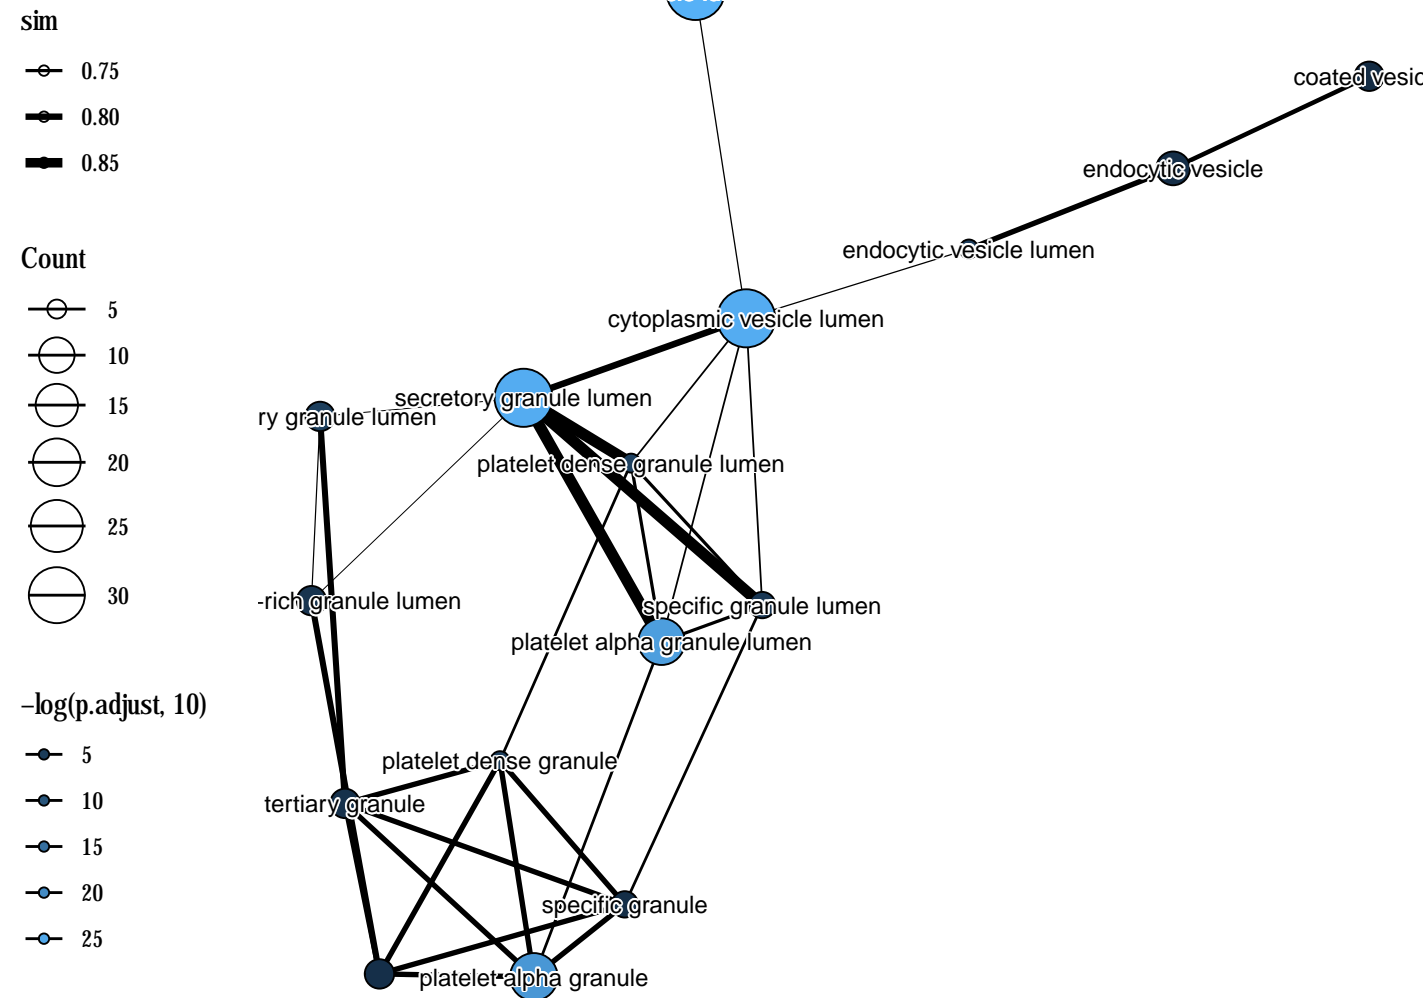 sim
0.75
0.80
0.85
Count
5
10
15
20
25
30
−log(p.adjust, 10)
5
10
15
20
25
coated vesic
endocytic vesicle
endocytic vesicle lumen
cytoplasmic vesicle lumen
secretory granule lumen
ry granule lumen
platelet dense granule lumen
-rich granule lumen
specific granule lumen
platelet alpha granule lumen
platelet dense granule
tertiary granule
specific granule
platelet alpha granule